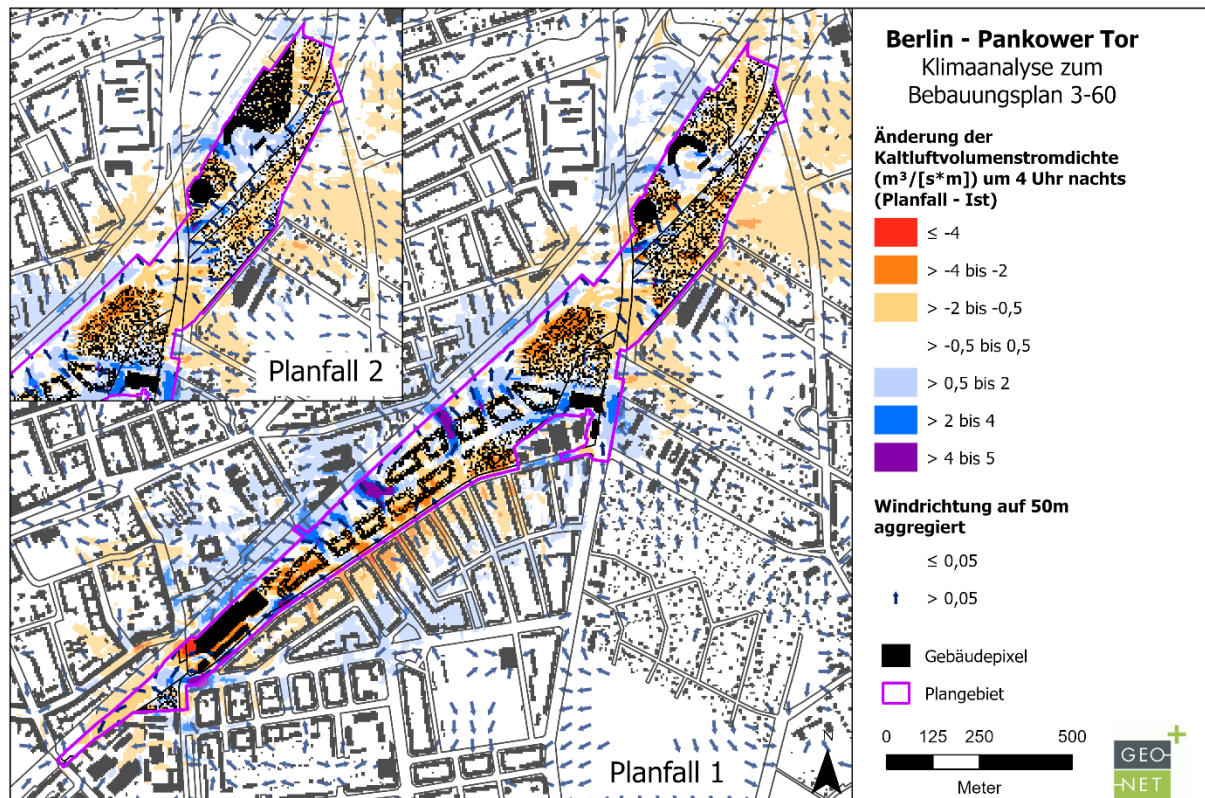 Berlin - Pankower Tor
Klimaanalyse zum
Bebauungsplan 3-60
Änderung der
Kaltluftvolumenstromdichte
(m³/[s*m]) um 4 Uhr nachts
(Planfall - Ist)
≤ -4
> -4 bis -2
> -2 bis -0,5
> -0,5 bis 0,5
> 0,5 bis 2
> 2 bis 4
> 4 bis 5
Windrichtung auf 50m
aggregiert
≤ 0,05
> 0,05
Gebäudepixel
Plangebiet
0 125 250 500
Meter
GEO
NET
Planfall 2
Planfall 1
N